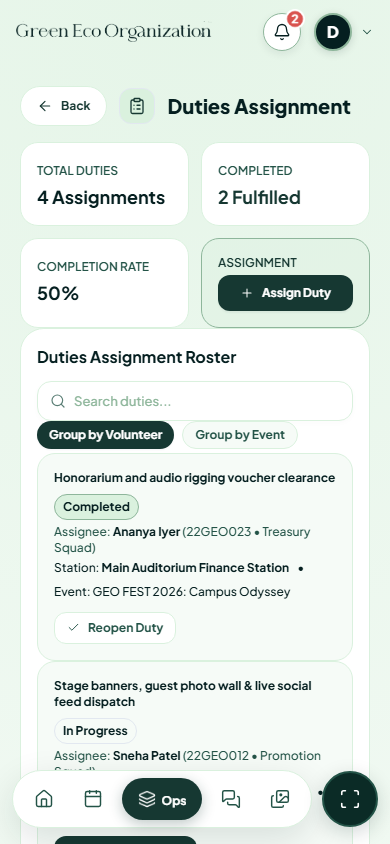 Green Eco Organization
2
D
Back
Duties Assignment
TOTAL DUTIES
4 Assignments
COMPLETED
2 Fulfilled
COMPLETION RATE
50%
ASSIGNMENT
+ Assign Duty
Duties Assignment Roster
Search duties...
Group by Volunteer
Group by Event
Honorarium and audio rigging voucher clearance
Completed
Assignee: Ananya Iyer (22GEO023 • Treasury
Squad)
Station: Main Auditorium Finance Station •
Event: GEO FEST 2026: Campus Odyssey
Reopen Duty
Stage banners, guest photo wall & live social
feed dispatch
In Progress
Assignee: Sneha Patel (22GEO012 • Promotion
Ops